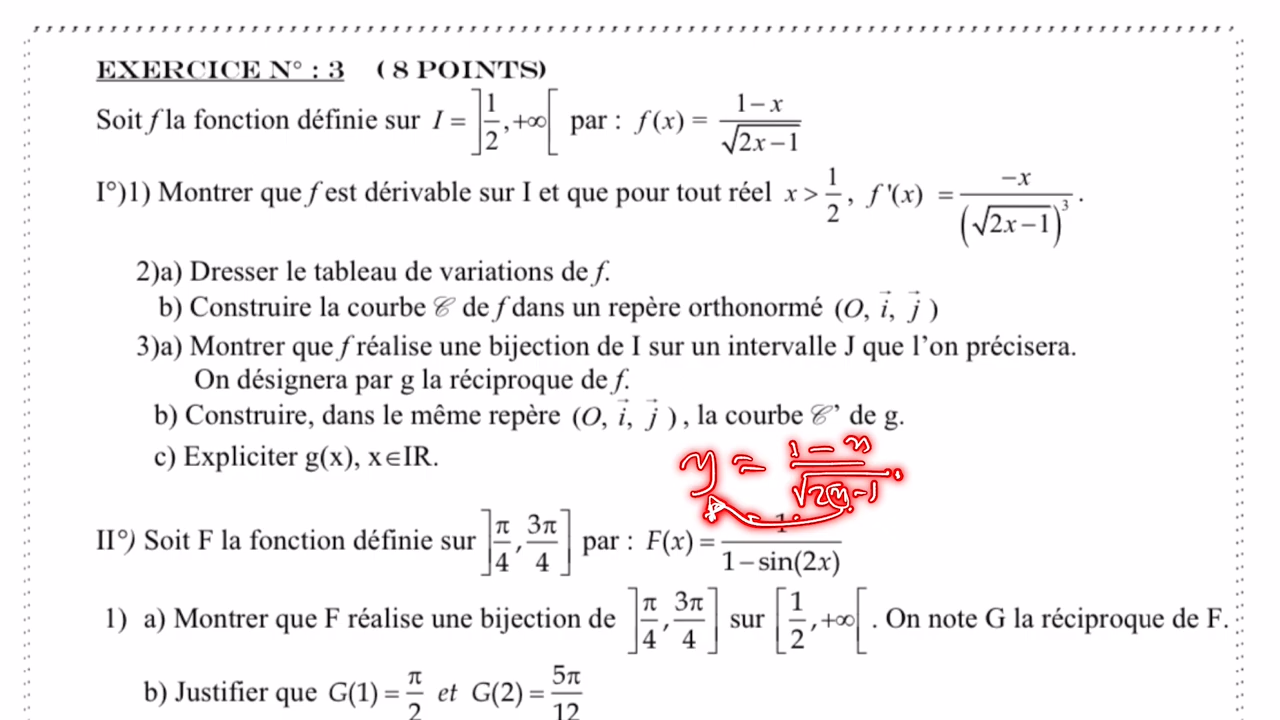 EXERCICE N° : 3 ( 8 POINTS)
Soit f la fonction définie sur I = ]1/2, +∞[ par : f(x) = (1 − x)/√(2x − 1)
I°)1) Montrer que f est dérivable sur I et que pour tout réel x > 1/2 , f '(x) = −x/(√(2x − 1))³ .
2)a) Dresser le tableau de variations de f.
b) Construire la courbe 𝒞 de f dans un repère orthonormé (O, i⃗, j⃗ )
3)a) Montrer que f réalise une bijection de I sur un intervalle J que l’on précisera.
On désignera par g la réciproque de f.
b) Construire, dans le même repère (O, i⃗, j⃗ ) , la courbe 𝒞’ de g.
c) Expliciter g(x), x∈IR.
II°) Soit F la fonction définie sur ]π/4, 3π/4] par : F(x) = 1/(1 − sin(2x))
1) a) Montrer que F réalise une bijection de ]π/4, 3π/4] sur [1/2, +∞[ . On note G la réciproque de F.
b) Justifier que G(1) = π/2 et G(2) = 5π/12